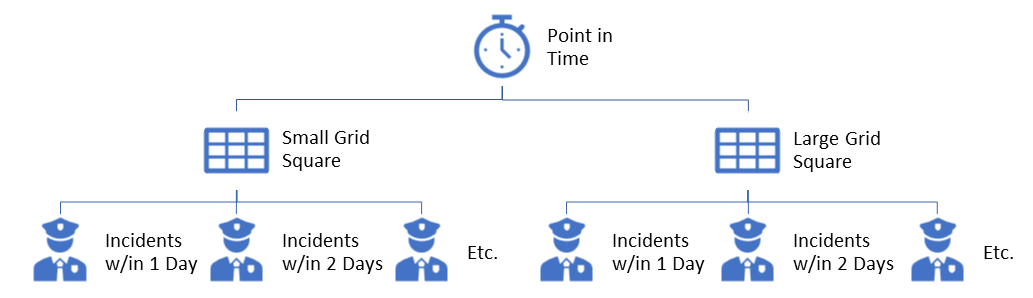 Point in
Time
Small Grid
Square
Large Grid
Square
Incidents
w/in 1 Day
Incidents
w/in 2 Days
Etc.
Incidents
w/in 1 Day
Incidents
w/in 2 Days
Etc.